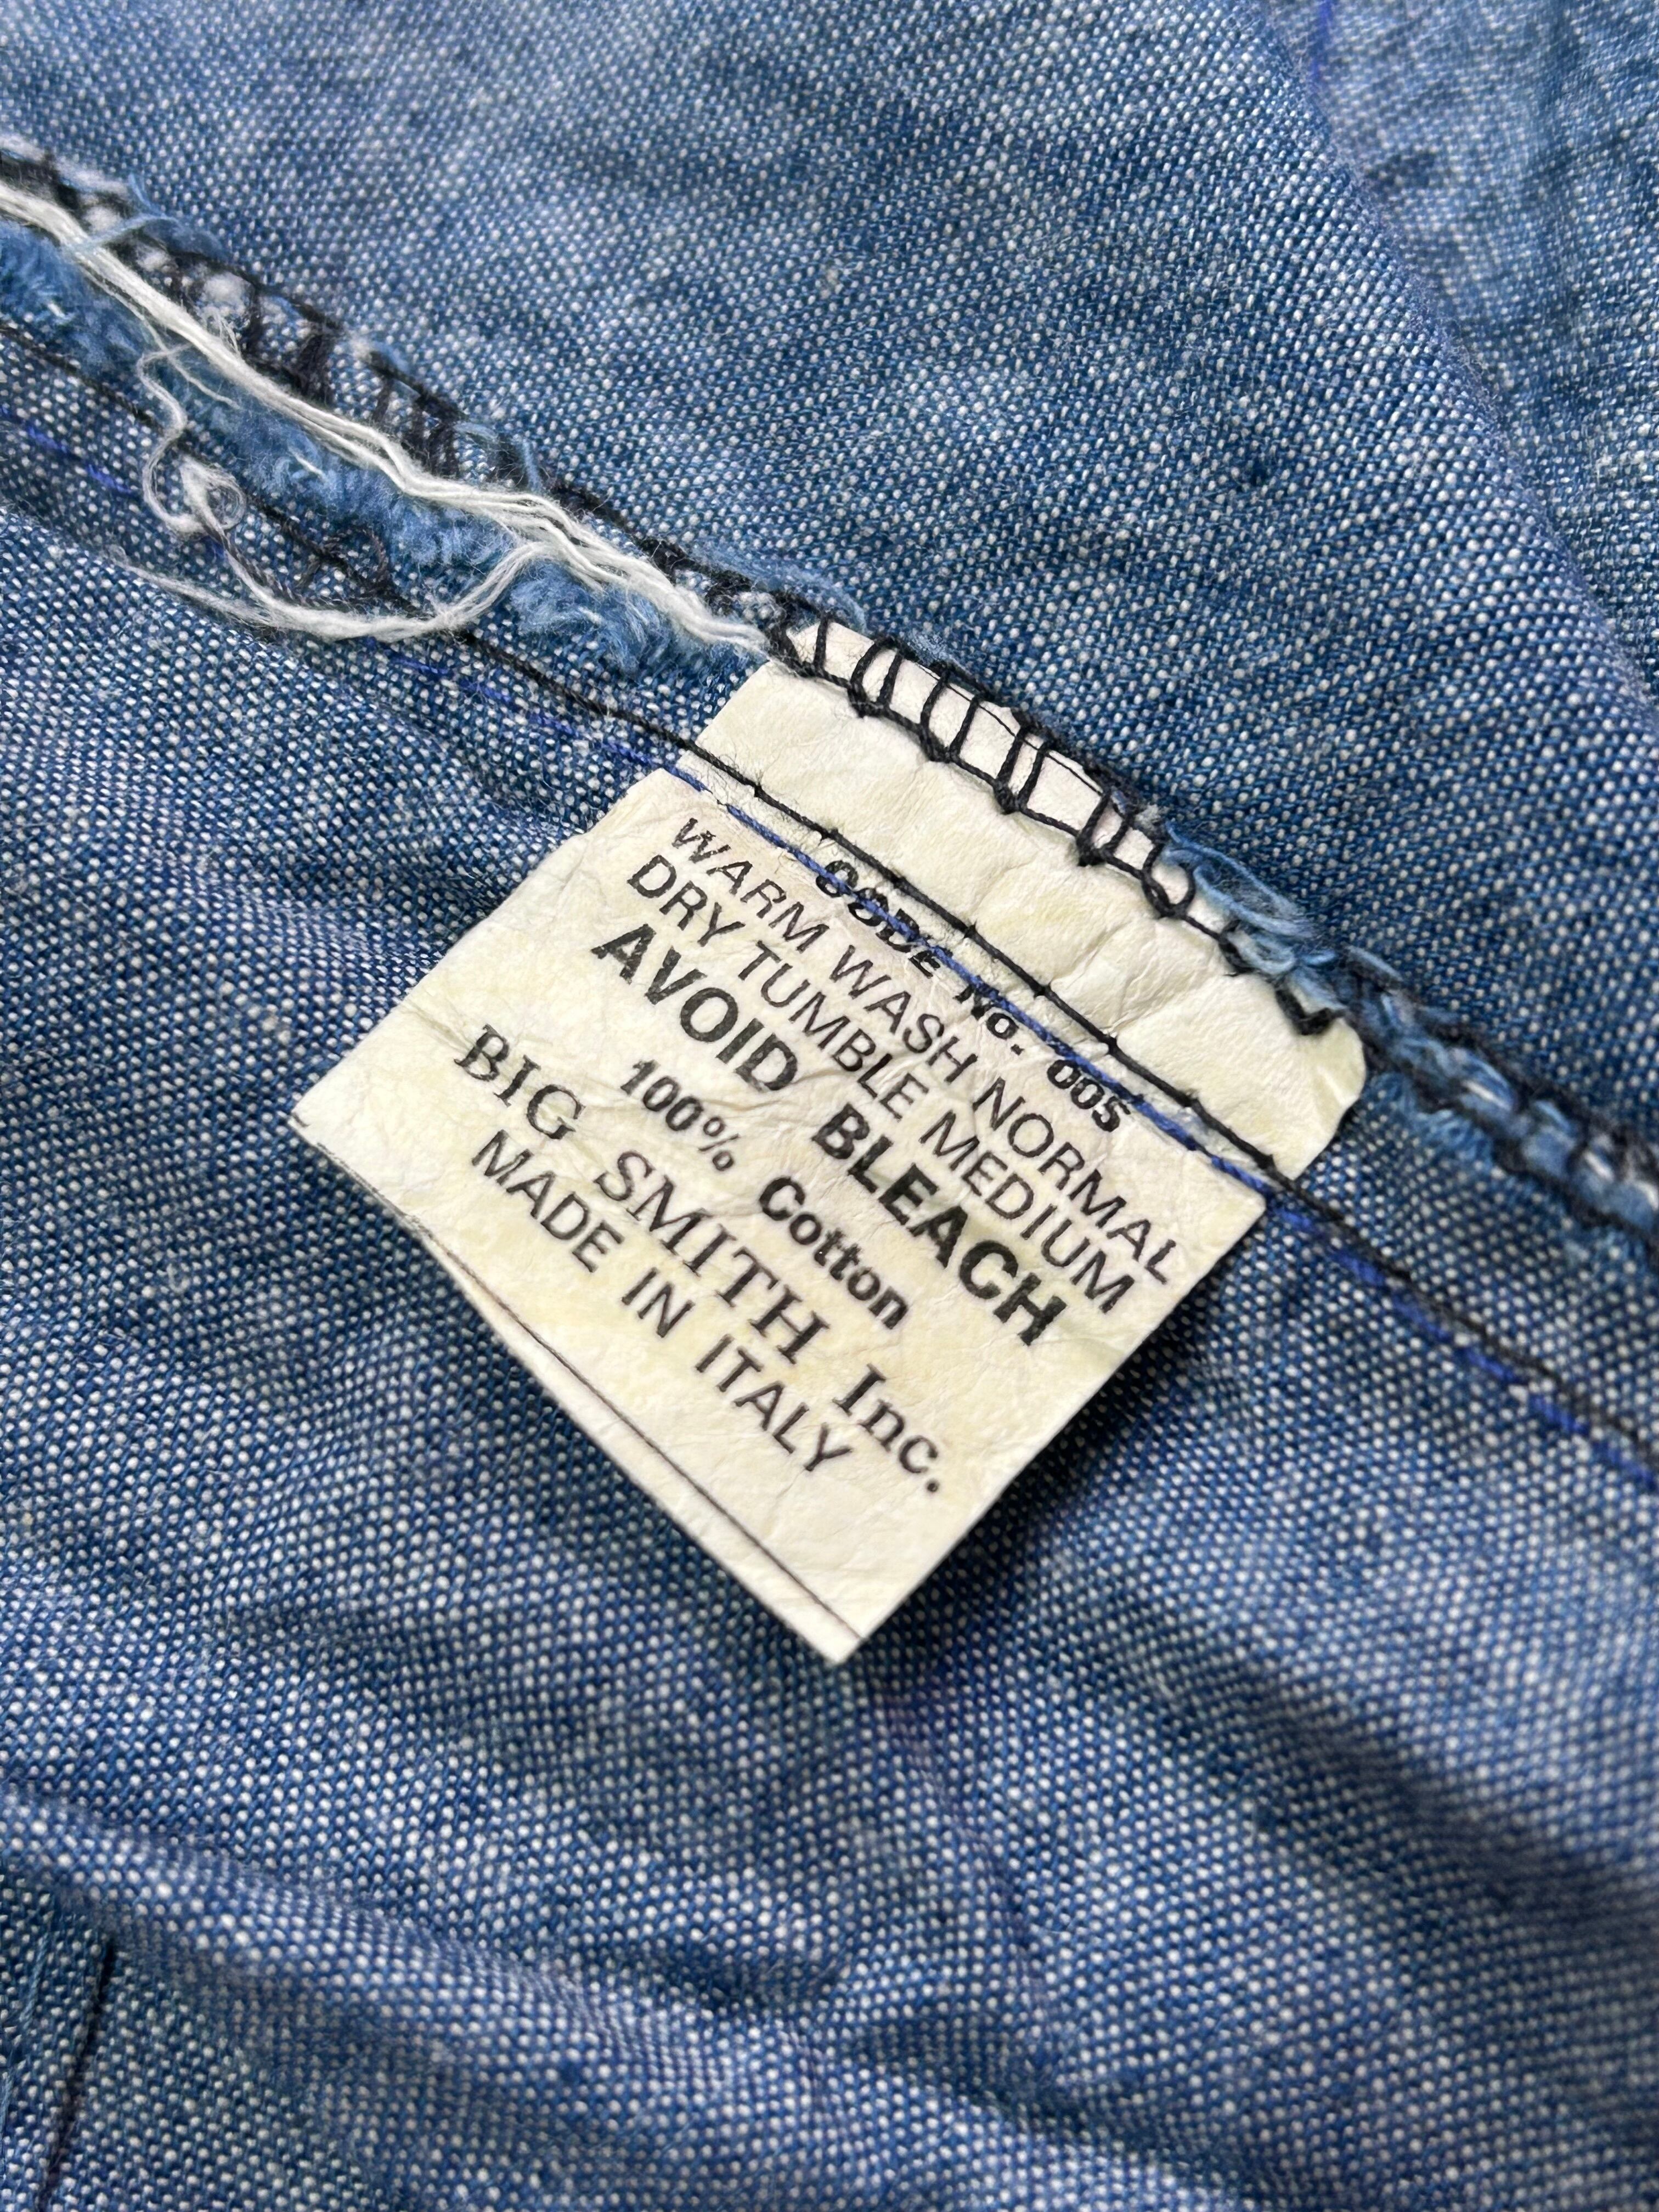 CODE No. 005
WARM WASH NORMAL
DRY TUMBLE MEDIUM
AVOID BLEACH
100% Cotton
BIG SMITH Inc.
MADE IN ITALY